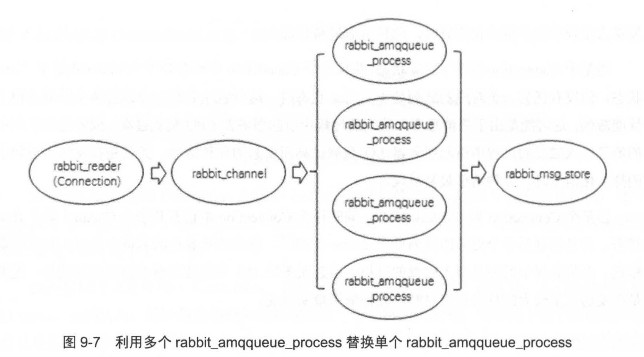 rabbit_amqqueue
_process
rabbit_amqqueue
_process
rabbit_reader
(Connection)
rabbit_channel
rabbit_msg_store
rabbit_amqqueue
_process
rabbit_amqqueue
_process
图 9-7 利用多个 rabbit_amqqueue_process 替换单个 rabbit_amqqueue_process